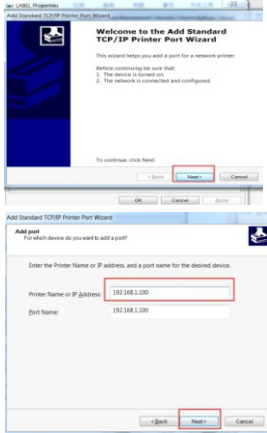 LABEL Properties
Add Standard TCP/IP Printer Port Wizard
Welcome to the Add Standard
TCP/IP Printer Port Wizard
This wizard helps you add a port for a network printer.
Before continuing be sure that:
1. The device is turned on.
2. The network is connected and configured.
To continue, click Next.
< Back Next > Cancel
OK Cancel Apply
Add Standard TCP/IP Printer Port Wizard
Add port
For which device do you want to add a port?
Enter the Printer Name or IP address, and a port name for the desired device.
Printer Name or IP Address: 192.168.1.100
Port Name: 192.168.1.100
< Back Next > Cancel